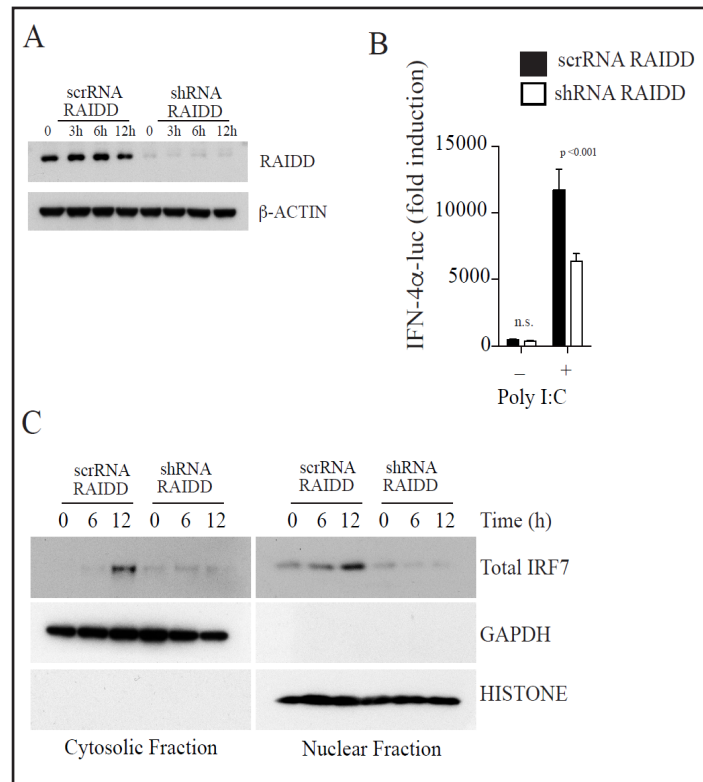 A
scrRNA
RAIDD
shRNA
RAIDD
0 3h 6h 12h 0 3h 6h 12h
RAIDD
β-ACTIN
B
scrRNA RAIDD
shRNA RAIDD
IFN-4α-luc (fold induction)
15000
10000
5000
0
p <0.001
n.s.
– +
Poly I:C
C
scrRNA
RAIDD
shRNA
RAIDD
scrRNA
RAIDD
shRNA
RAIDD
0 6 12 0 6 12 0 6 12 0 6 12 Time (h)
Total IRF7
GAPDH
HISTONE
Cytosolic Fraction Nuclear Fraction